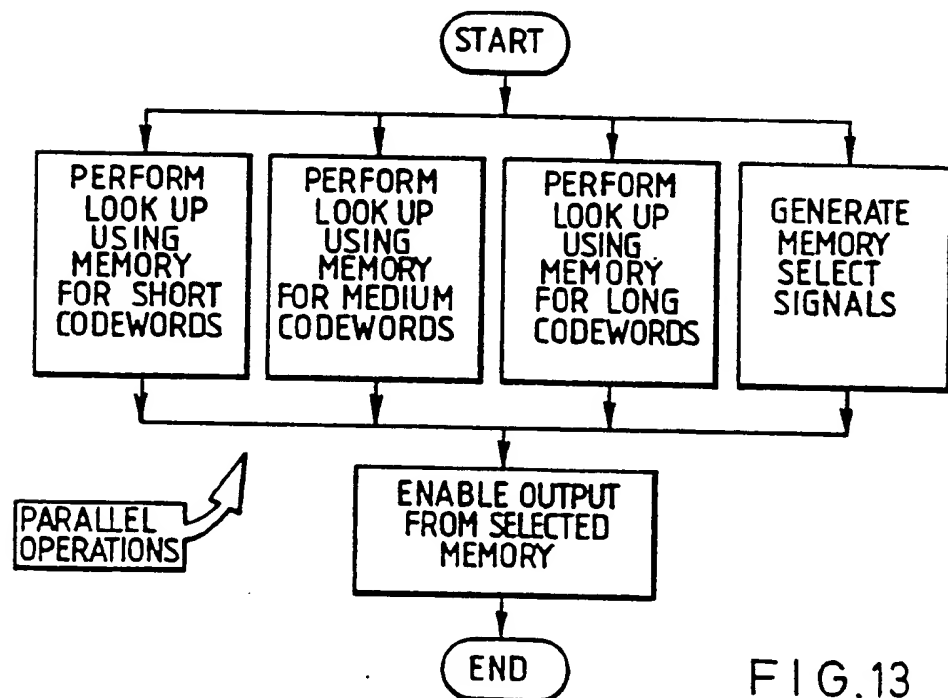 START
PERFORM
LOOK UP
USING
MEMORY
FOR SHORT
CODEWORDS
PERFORM
LOOK UP
USING
MEMORY
FOR MEDIUM
CODEWORDS
PERFORM
LOOK UP
USING
MEMORY
FOR LONG
CODEWORDS
GENERATE
MEMORY
SELECT
SIGNALS
PARALLEL
OPERATIONS
ENABLE OUTPUT
FROM SELECTED
MEMORY
END
FIG.13